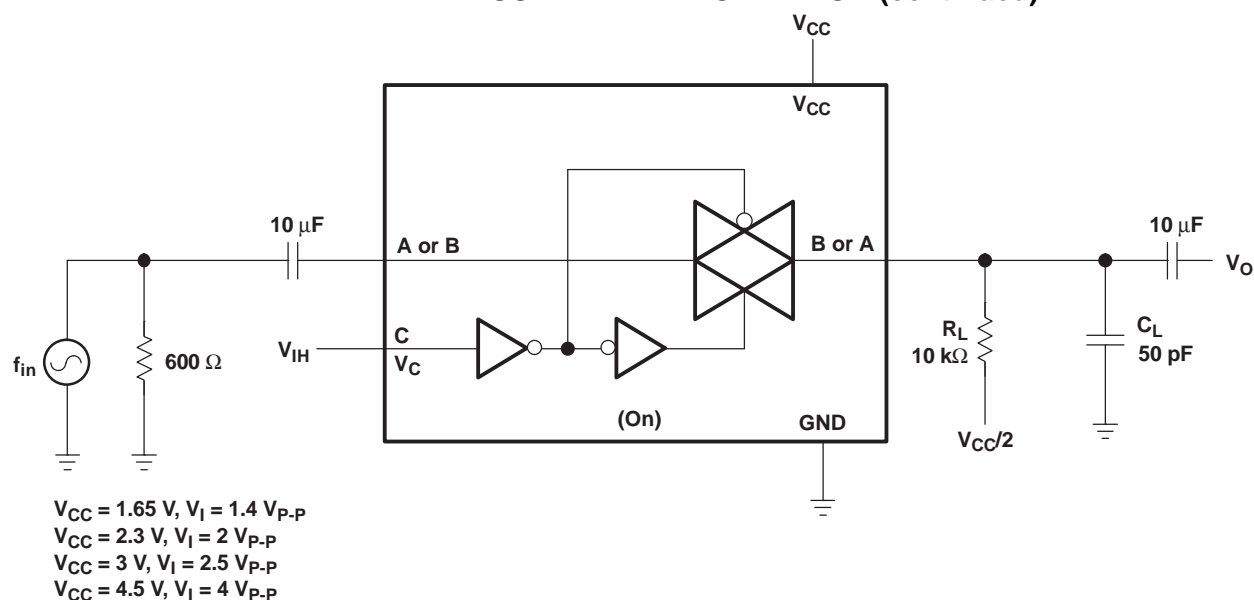 (continued)
VCC
VCC
10 µF
A or B
B or A
10 µF
VO
fin
600 Ω
VIH
C
VC
RL
10 kΩ
CL
50 pF
(On)
GND
VCC/2
VCC = 1.65 V, VI = 1.4 VP-P
VCC = 2.3 V, VI = 2 VP-P
VCC = 3 V, VI = 2.5 VP-P
VCC = 4.5 V, VI = 4 VP-P